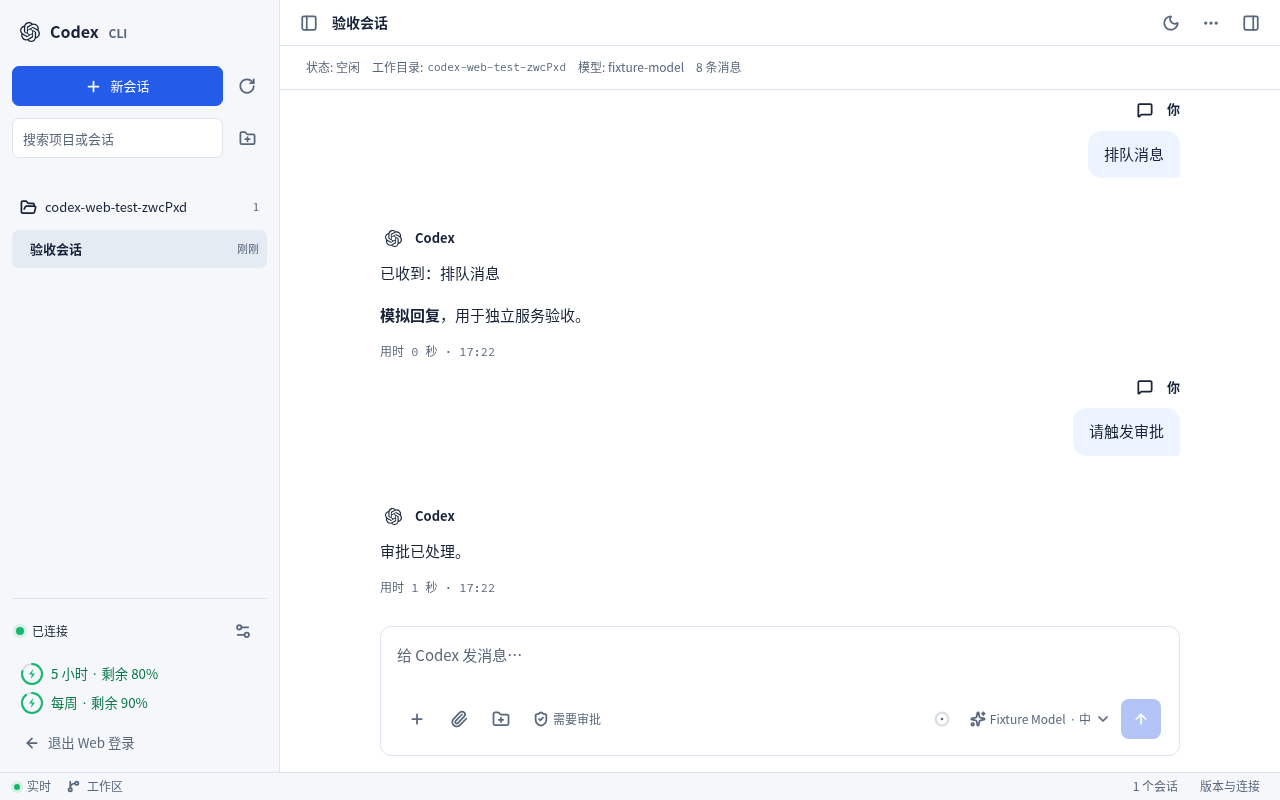 Codex CLI
新会话
搜索项目或会话
codex-web-test-zwcPxd 1
验收会话 刚刚
已连接
5 小时 · 剩余 80%
每周 · 剩余 90%
退出 Web 登录
验收会话
状态: 空闲 工作目录: codex-web-test-zwcPxd 模型: fixture-model 8 条消息
你
排队消息
Codex
已收到：排队消息
模拟回复，用于独立服务验收。
用时 0 秒 · 17:22
你
请触发审批
Codex
审批已处理。
用时 1 秒 · 17:22
给 Codex 发消息…
需要审批
Fixture Model · 中
实时 工作区
1 个会话 版本与连接